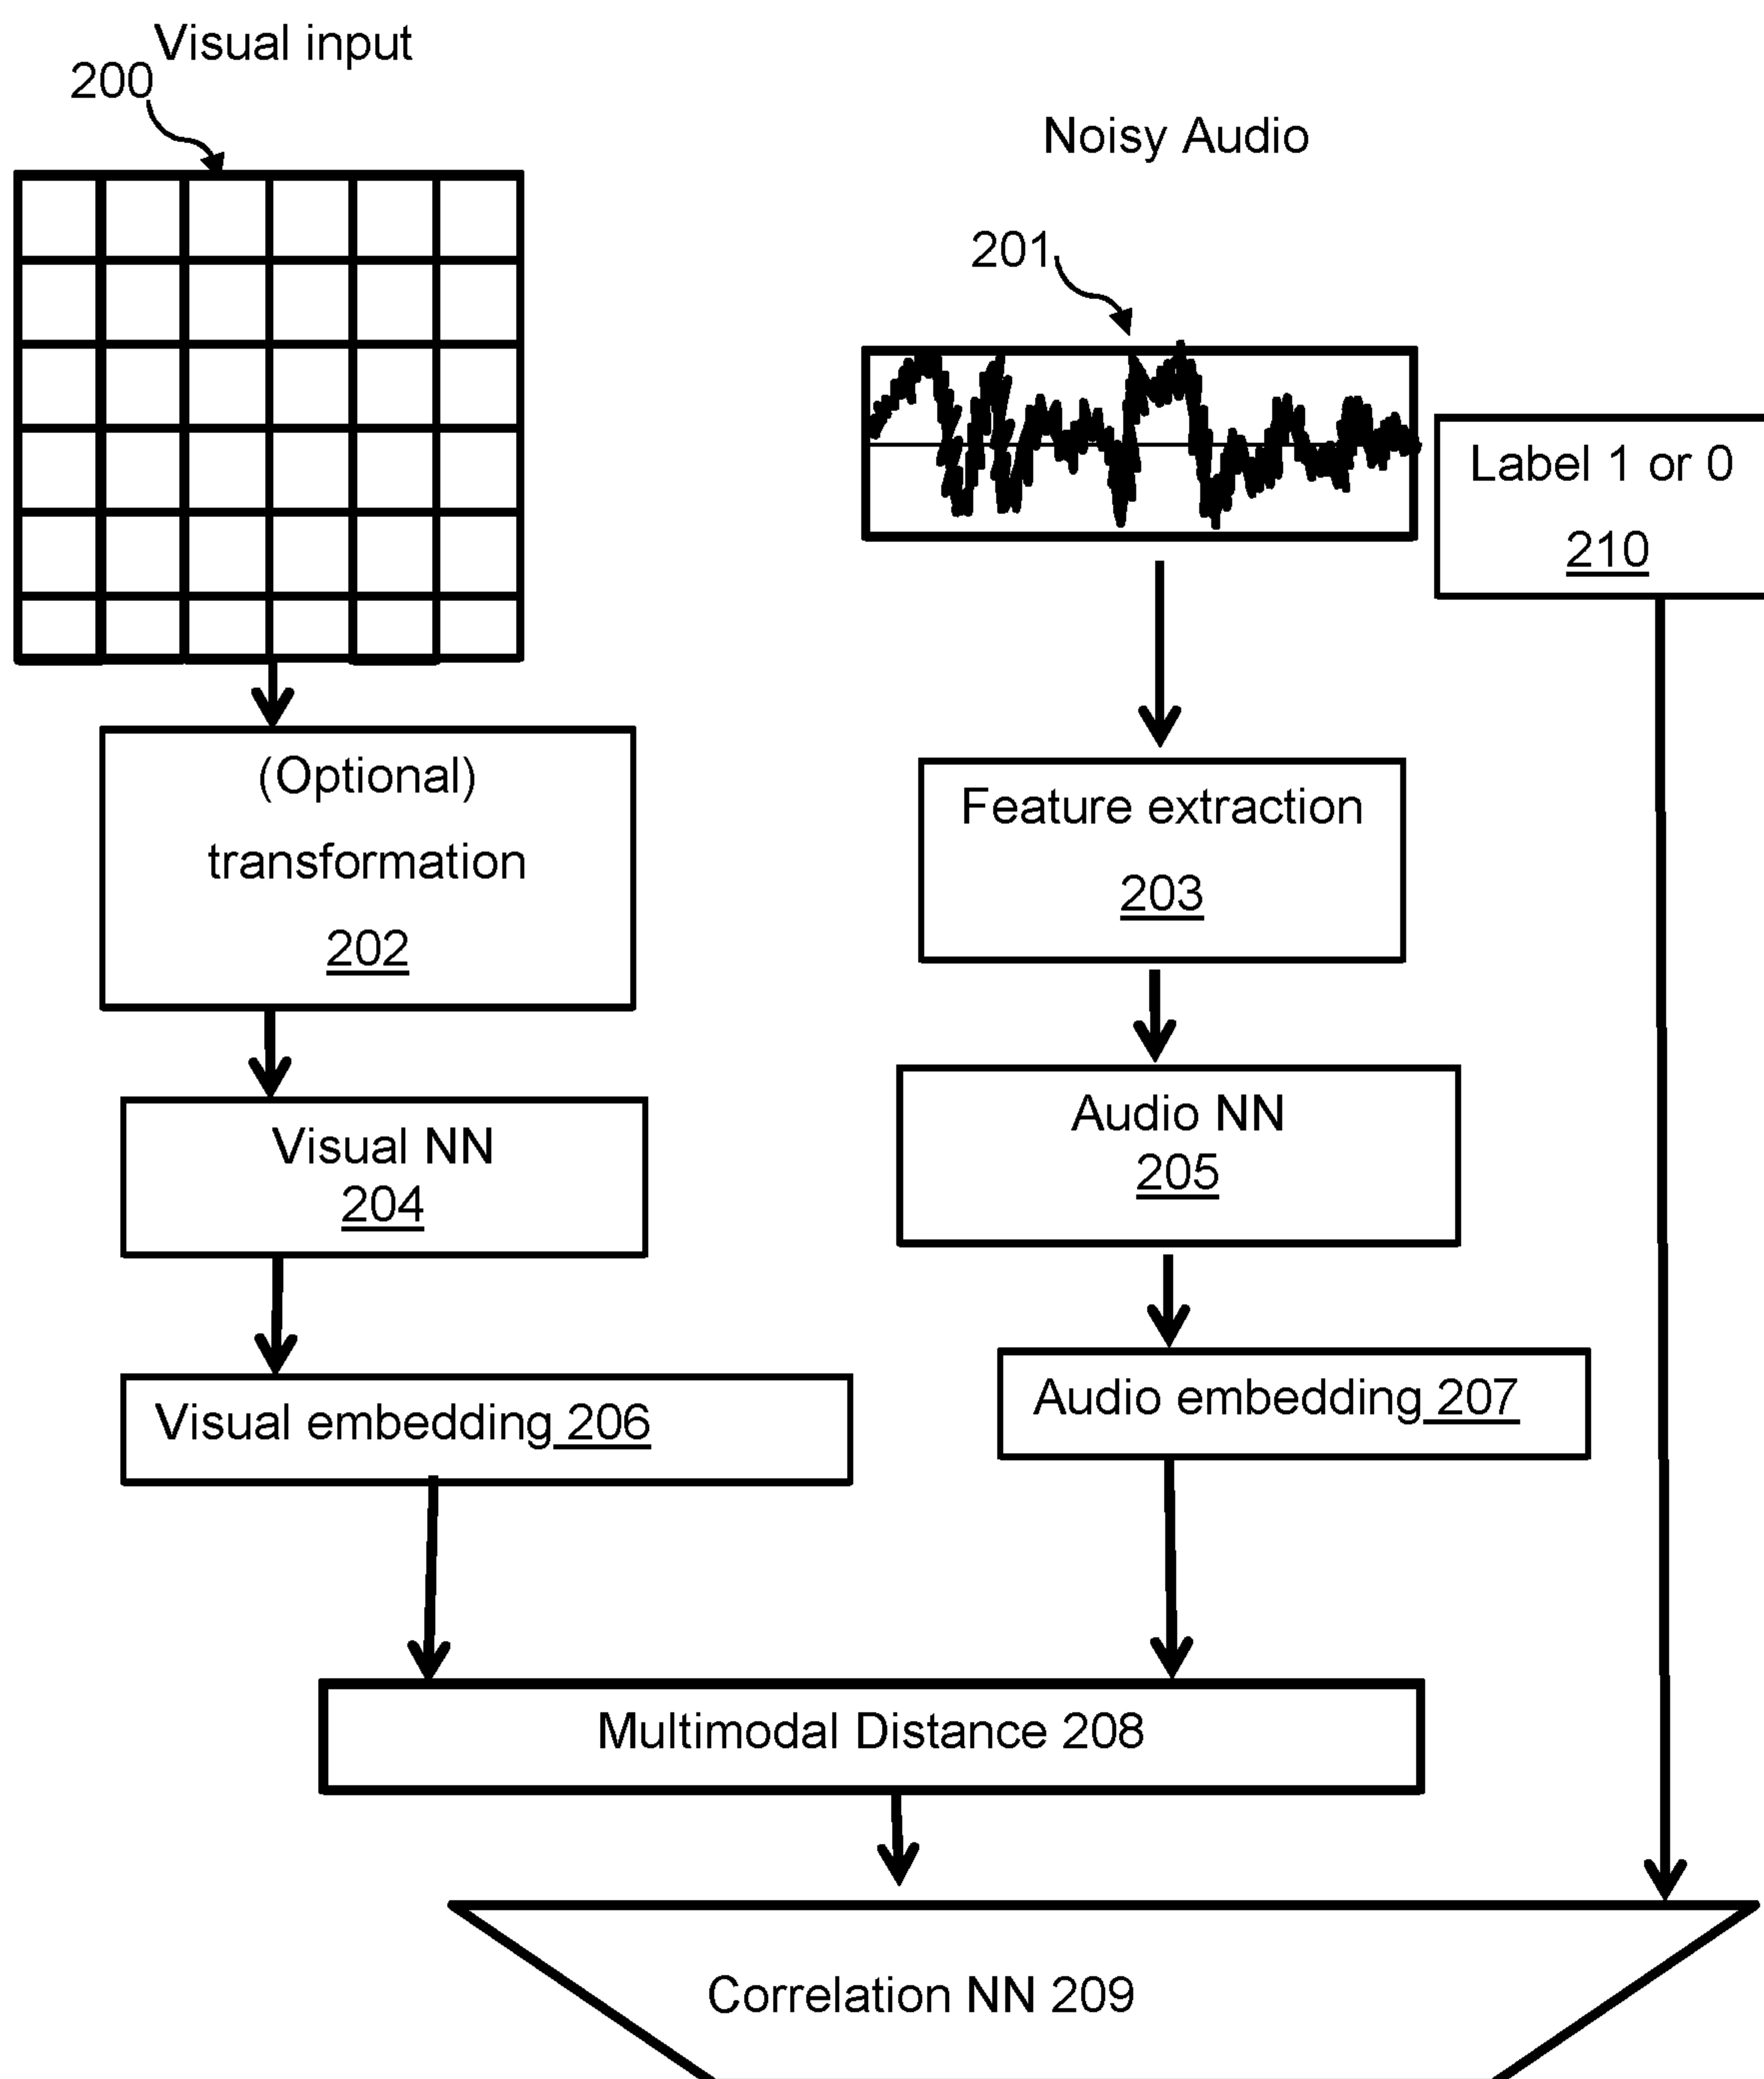 Visual input
200
Noisy Audio
201
Label 1 or 0
210
(Optional)
transformation
202
Feature extraction
203
Visual NN
204
Audio NN
205
Visual embedding 206
Audio embedding 207
Multimodal Distance 208
Correlation NN 209